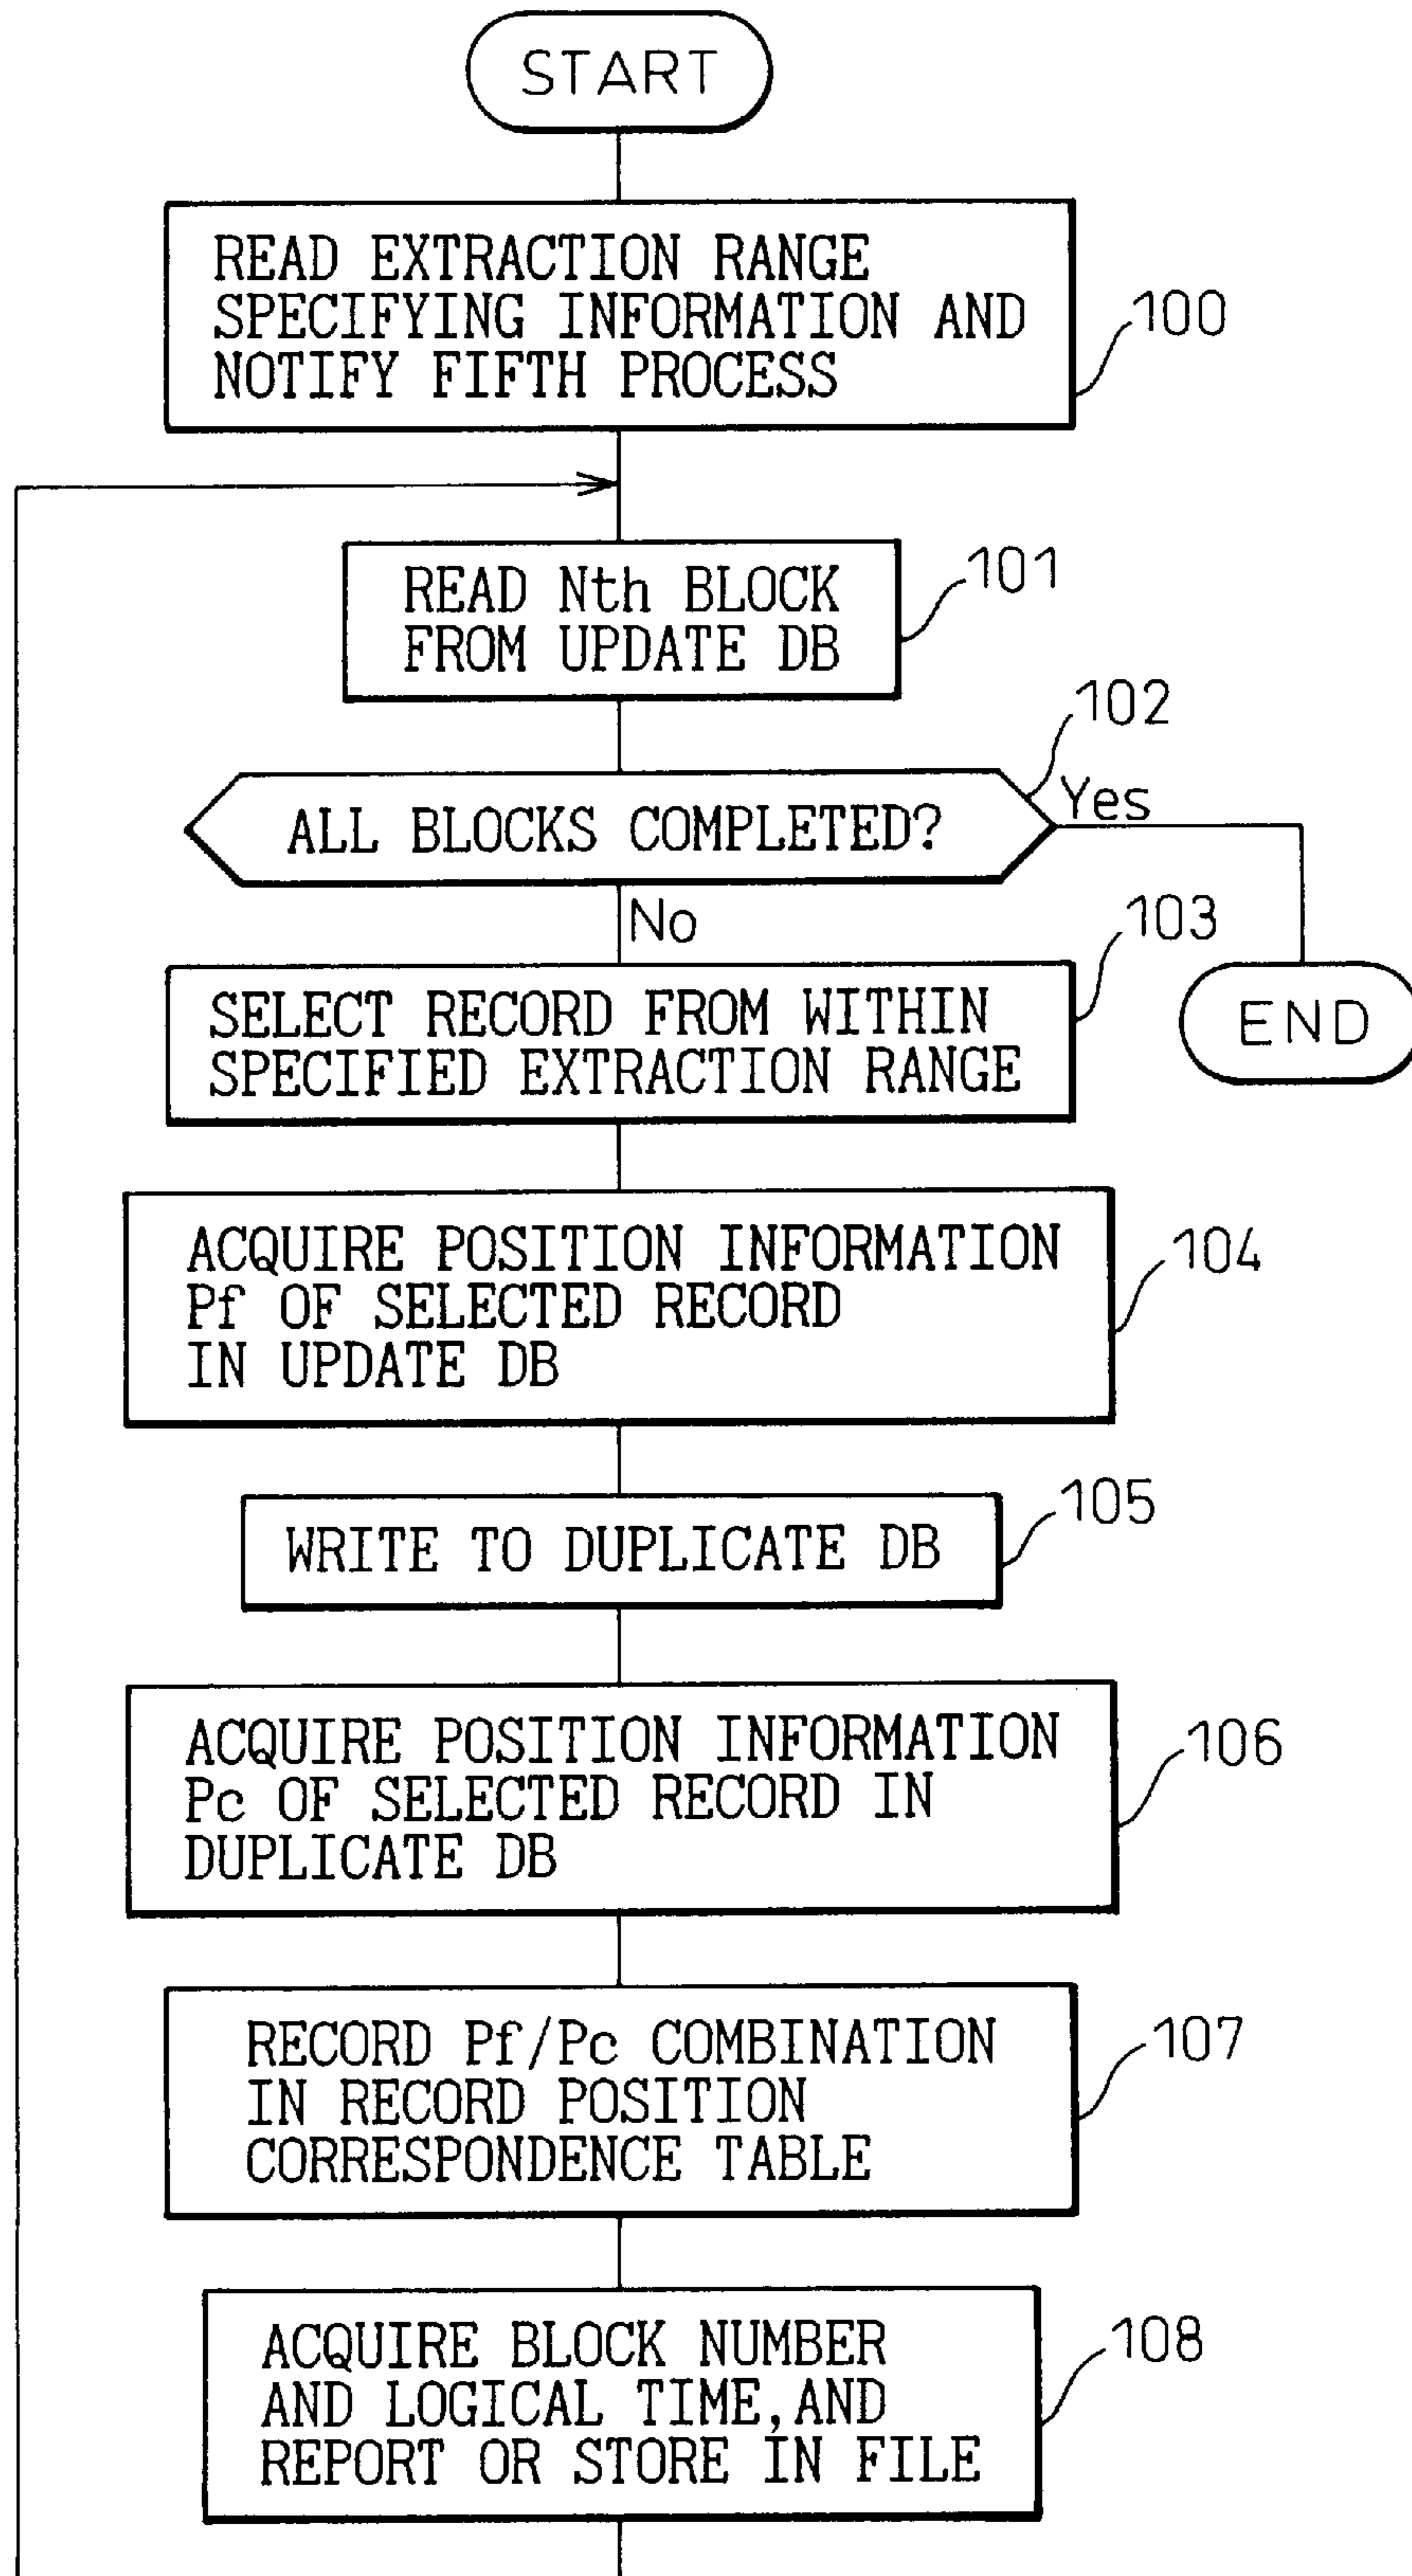 START
READ EXTRACTION RANGE
SPECIFYING INFORMATION AND
NOTIFY FIFTH PROCESS
100
READ Nth BLOCK
FROM UPDATE DB
101
102
ALL BLOCKS COMPLETED?
Yes
No
103
SELECT RECORD FROM WITHIN
SPECIFIED EXTRACTION RANGE
END
ACQUIRE POSITION INFORMATION
Pf OF SELECTED RECORD
IN UPDATE DB
104
WRITE TO DUPLICATE DB
105
ACQUIRE POSITION INFORMATION
Pc OF SELECTED RECORD IN
DUPLICATE DB
106
RECORD Pf/Pc COMBINATION
IN RECORD POSITION
CORRESPONDENCE TABLE
107
ACQUIRE BLOCK NUMBER
AND LOGICAL TIME, AND
REPORT OR STORE IN FILE
108